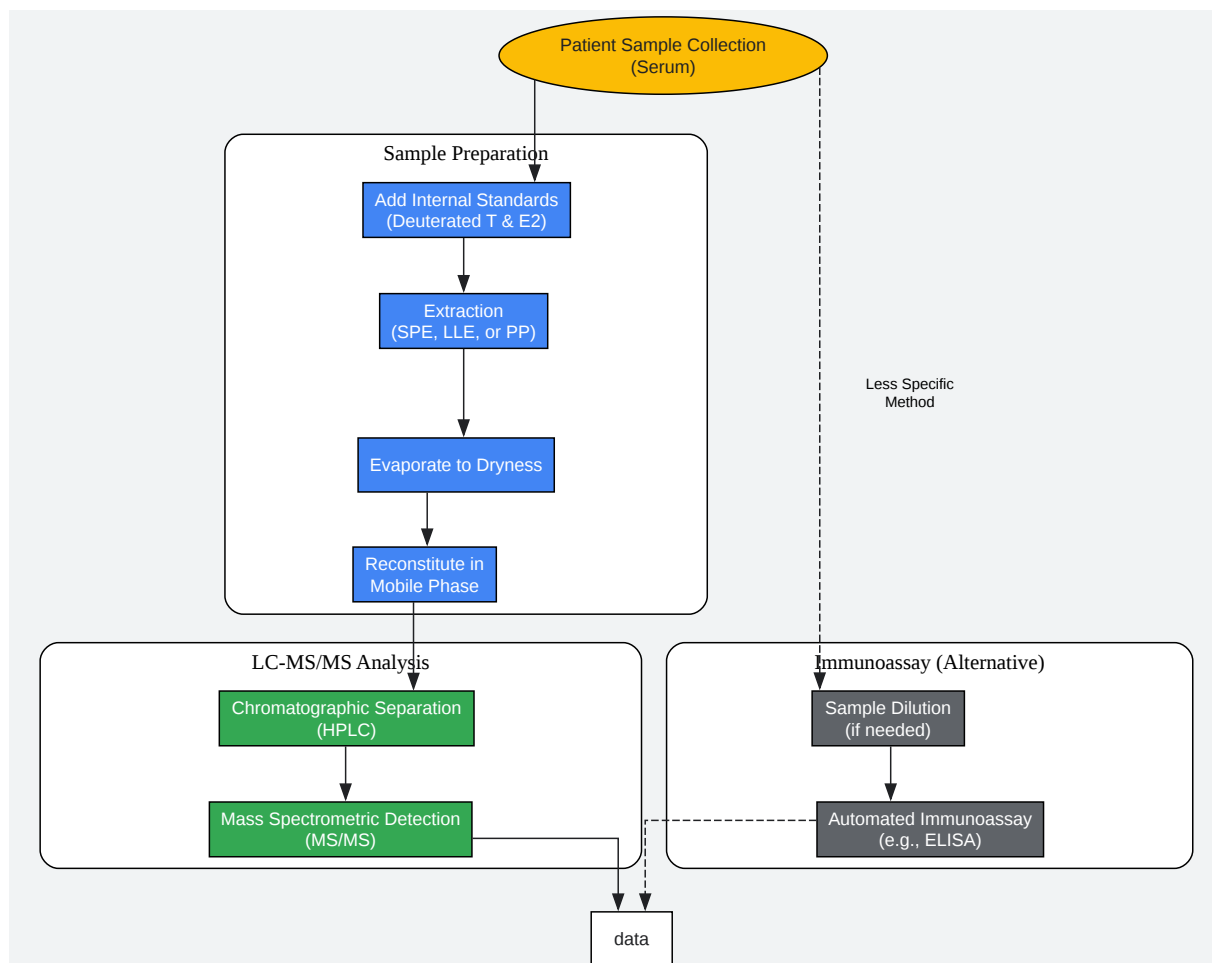 Patient Sample Collection
(Serum)
Sample Preparation
Add Internal Standards
(Deuterated T & E2)
Extraction
(SPE, LLE, or PP)
Less Specific
Method
Evaporate to Dryness
Reconstitute in
Mobile Phase
LC-MS/MS Analysis
Chromatographic Separation
(HPLC)
Mass Spectrometric Detection
(MS/MS)
Immunoassay (Alternative)
Sample Dilution
(if needed)
Automated Immunoassay
(e.g., ELISA)
data